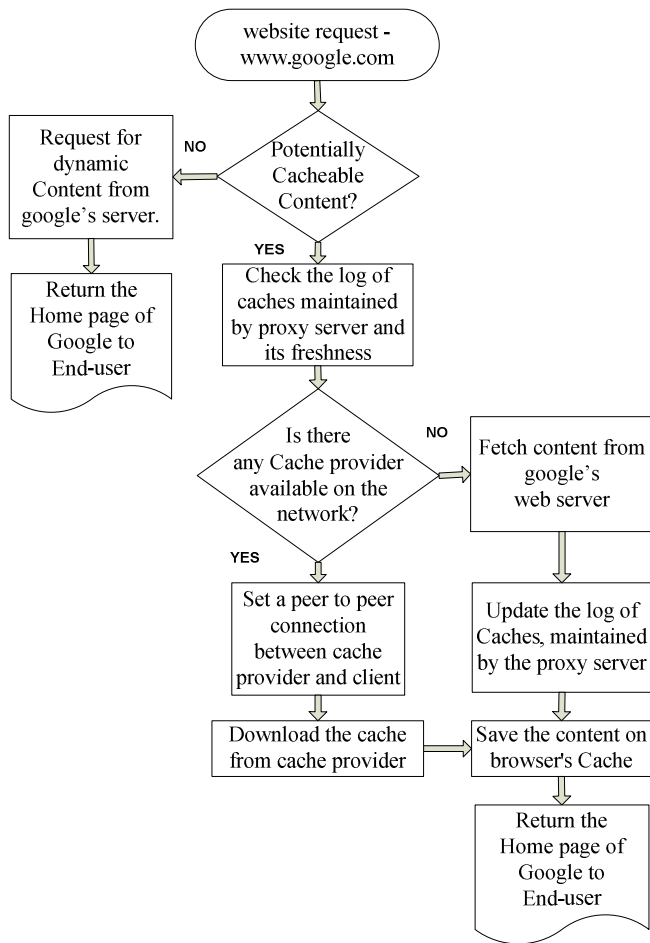 website request -
www.google.com
NO
Request for
dynamic
Content from
google's server.
Potentially
Cacheable
Content?
YES
Return the
Home page of
Google to
End-user
Check the log of
caches maintained
by proxy server and
its freshness
Is there
any Cache provider
available on the
network?
NO
Fetch content from
google's
web server
YES
Set a peer to peer
connection
between cache
provider and client
Update the log of
Caches, maintained
by the proxy server
Download the cache
from cache provider
Save the content on
browser's Cache
Return the
Home page of
Google to
End-user